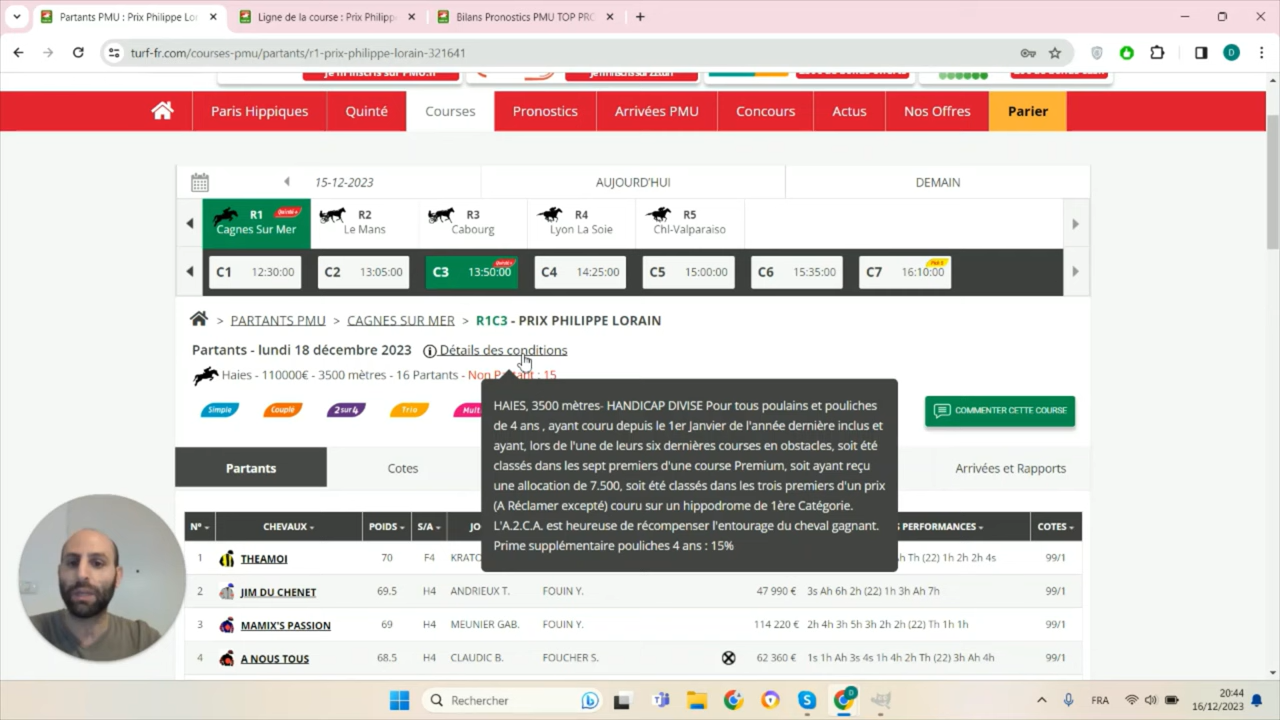 Partants PMU : Prix Philippe Lor
Ligne de la course : Prix Philipp
Bilans Pronostics PMU TOP PRO
turf-fr.com/courses-pmu/partants/r1-prix-philippe-lorain-321641
D
Paris Hippiques
Quinté
Courses
Pronostics
Arrivées PMU
Concours
Actus
Nos Offres
Parier
15-12-2023
AUJOURD'HUI
DEMAIN
R1 Quinté+
Cagnes Sur Mer
R2
Le Mans
R3
Cabourg
R4
Lyon La Soie
R5
Chl-Valparaiso
C1 12:30:00
C2 13:05:00
C3 13:50:00
C4 14:25:00
C5 15:00:00
C6 15:35:00
C7 16:10:00
> PARTANTS PMU > CAGNES SUR MER > R1C3 - PRIX PHILIPPE LORAIN
Partants - lundi 18 décembre 2023 Détails des conditions
Haies - 110000€ - 3500 mètres - 16 Partants - Non Partant : 15
Simple
Couplé
2sur4
Trio
Mult
COMMENTER CETTE COURSE
HAIES, 3500 mètres- HANDICAP DIVISE Pour tous poulains et pouliches
de 4 ans , ayant couru depuis le 1er Janvier de l'année dernière inclus et
ayant, lors de l'une de leurs six dernières courses en obstacles, soit été
classés dans les sept premiers d'une course Premium, soit ayant reçu
une allocation de 7.500, soit été classés dans les trois premiers d'un prix
(A Réclamer excepté) couru sur un hippodrome de 1ère Catégorie.
L'A.2.C.A. est heureuse de récompenser l'entourage du cheval gagnant.
Prime supplémentaire pouliches 4 ans : 15%
Partants
Cotes
Arrivées et Rapports
N° CHEVAUX POIDS S/A JO PERFORMANCES COTES
1 THEAMOI 70 F4 KRATO h Th (22) 1h 2h 2h 4s 99/1
2 JIM DU CHENET 69.5 H4 ANDRIEUX T. FOUIN Y. 47 990 € 3s Ah 6h 2h (22) 1h 3h Ah 7h 99/1
3 MAMIX'S PASSION 69 H4 MEUNIER GAB. FOUIN Y. 114 220 € 2h 4h 3h 5h 3h 2h 2h (22) Th 1h 1h 99/1
4 A NOUS TOUS 68.5 H4 CLAUDIC B. FOUCHER S. 62 360 € 1s 1h Ah 3s 4s 1h 4h 2h Th (22) 3h Ah 4h 99/1
Rechercher
FRA
20:44
16/12/2023